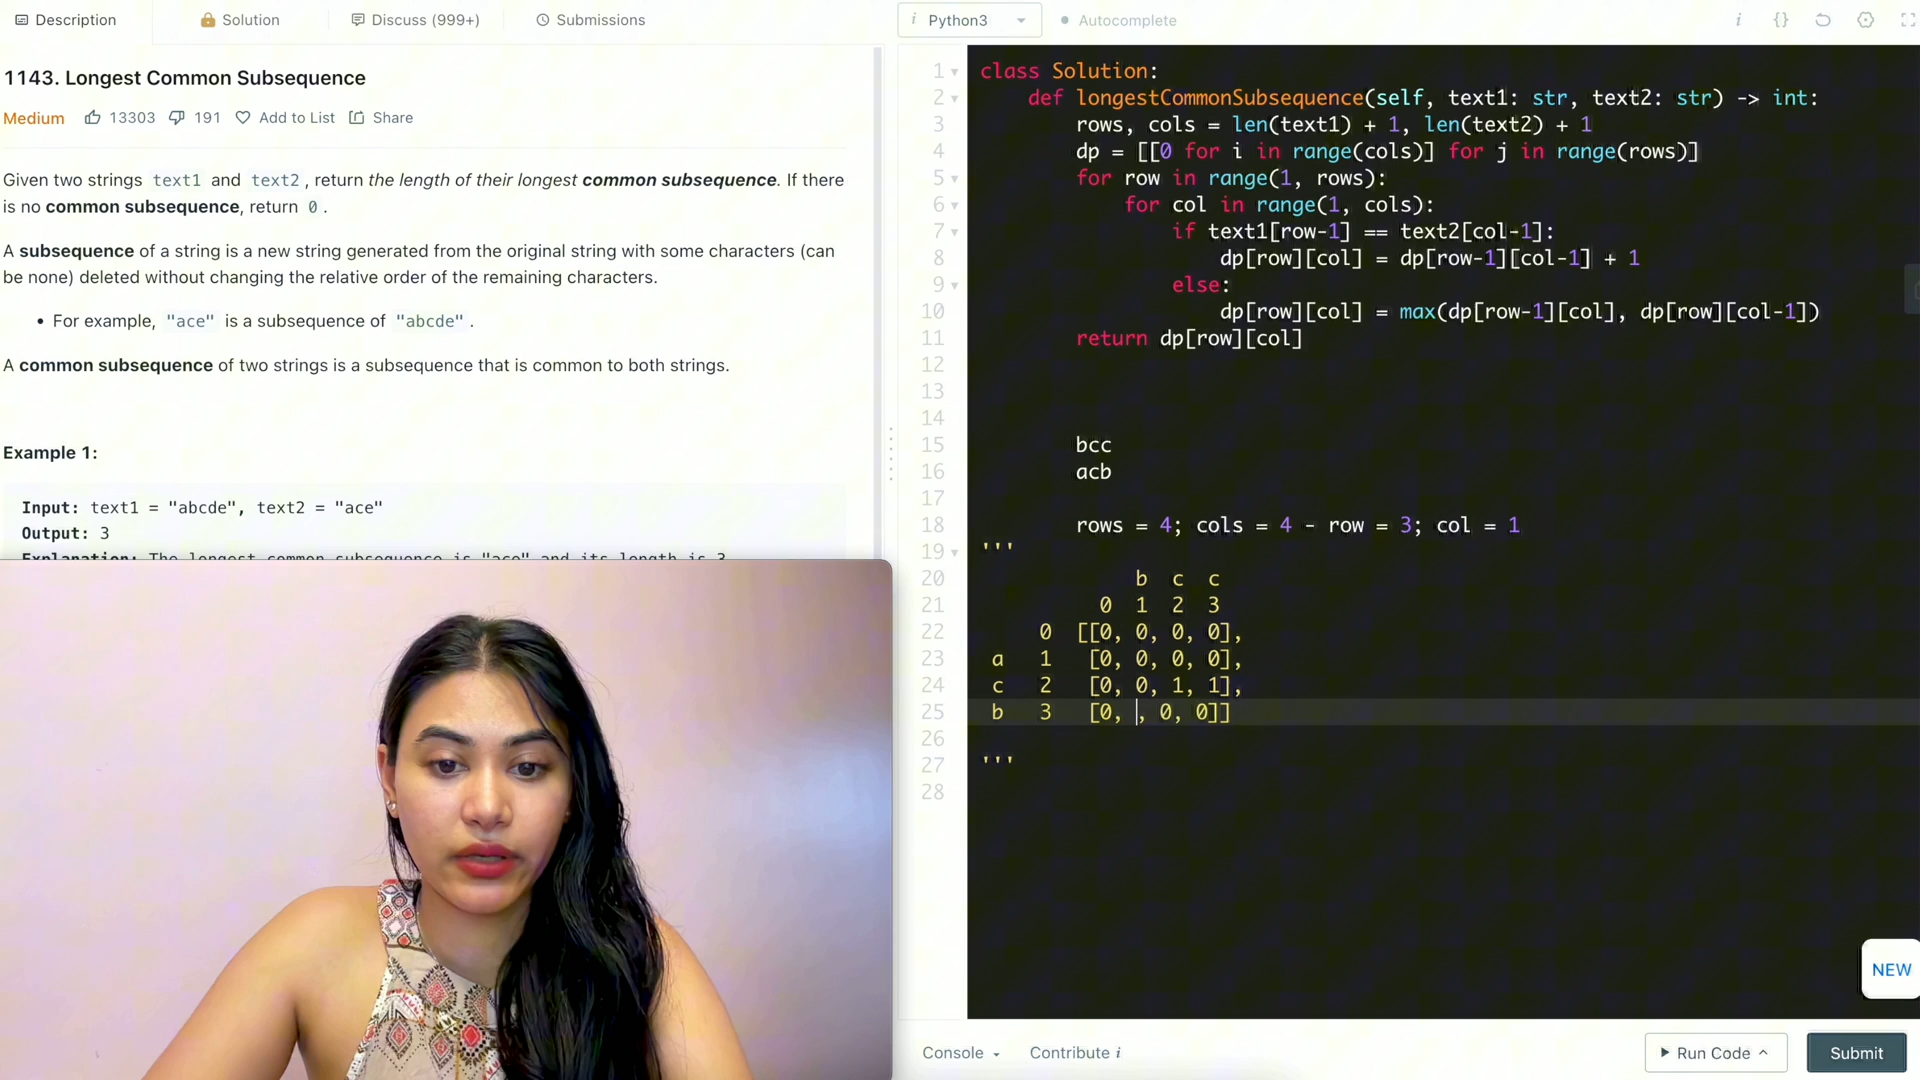 Description
Solution
Discuss (999+)
Submissions
1143. Longest Common Subsequence
Medium 13303 191 Add to List Share
Given two strings text1 and text2, return the length of their longest common subsequence. If there
is no common subsequence, return 0.
A subsequence of a string is a new string generated from the original string with some characters (can
be none) deleted without changing the relative order of the remaining characters.
• For example, "ace" is a subsequence of "abcde".
A common subsequence of two strings is a subsequence that is common to both strings.
Example 1:
Input: text1 = "abcde", text2 = "ace"
Output: 3
Explanation: The longest common subsequence is "ace" and its length is 3.
i Python3
Autocomplete
i {}
1 class Solution:
2 def longestCommonSubsequence(self, text1: str, text2: str) -> int:
3 rows, cols = len(text1) + 1, len(text2) + 1
4 dp = [[0 for i in range(cols)] for j in range(rows)]
5 for row in range(1, rows):
6 for col in range(1, cols):
7 if text1[row-1] == text2[col-1]:
8 dp[row][col] = dp[row-1][col-1] + 1
9 else:
10 dp[row][col] = max(dp[row-1][col], dp[row][col-1])
11 return dp[row][col]
12
13
14
15 bcc
16 acb
17
18 rows = 4; cols = 4 - row = 3; col = 1
19 '''
20 b c c
21 0 1 2 3
22 0 [[0, 0, 0, 0],
23 a 1 [0, 0, 0, 0],
24 c 2 [0, 0, 1, 1],
25 b 3 [0, , 0, 0]]
26
27 '''
28
NEW
Console
Contribute i
Run Code
Submit